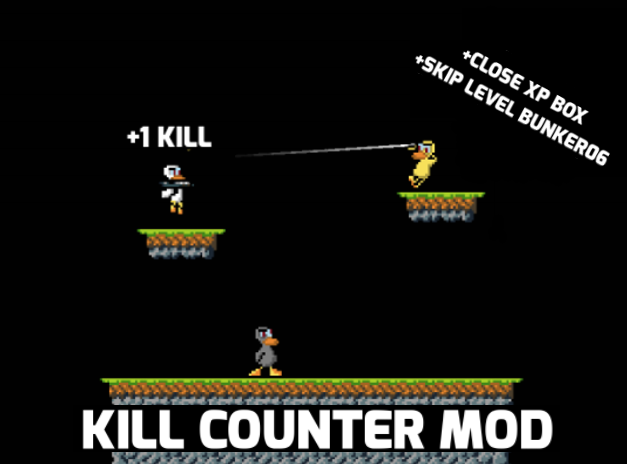 +CLOSE XP BOX
+SKIP LEVEL BUNKER06
+1 KILL
KILL COUNTER MOD